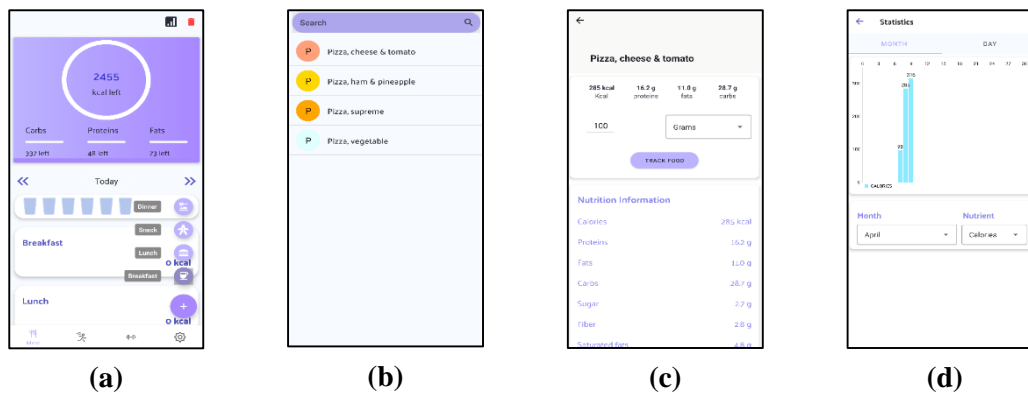 2455
kcal left
Carbs Proteins Fats
332 left 48 left 73 left
Today
Dinner
Snack
Breakfast
Lunch
0 kcal
Breakfast
Lunch
0 kcal
(a)
Search
P Pizza, cheese & tomato
P Pizza, ham & pineapple
P Pizza, supreme
P Pizza, vegetable
(b)
Pizza, cheese & tomato
285 kcal 16.2 g 11.0 g 28.7 g
Kcal proteins fats carbs
100 Grams
TRACK FOOD
Nutrition Information
Calories 285 kcal
Proteins 16.2 g
Fats 11.0 g
Carbs 28.7 g
Sugar 2.7 g
Fiber 2.8 g
Saturated fats 4.8 g
(c)
Statistics
MONTH DAY
CALORIES
Month Nutrient
April Calories
(d)